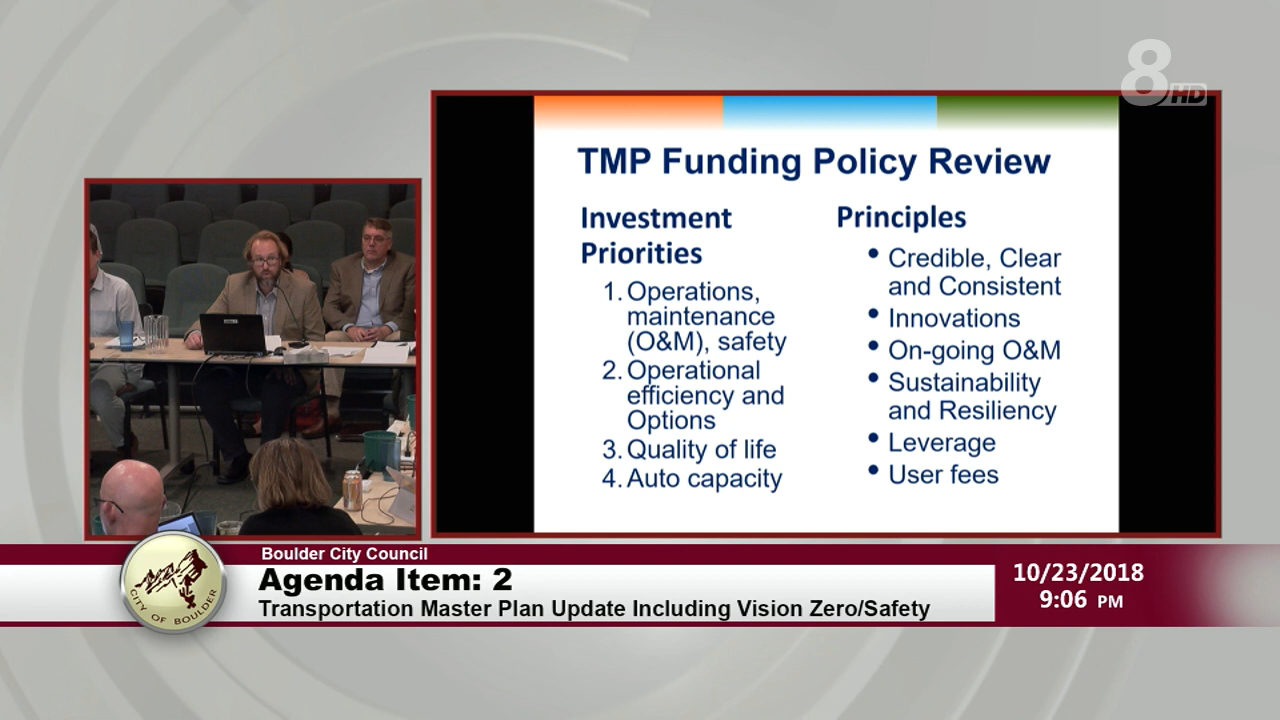 8
HD
TMP Funding Policy Review
Investment
Priorities
1. Operations,
maintenance
(O&M), safety
2. Operational
efficiency and
Options
3. Quality of life
4. Auto capacity
Principles
• Credible, Clear
and Consistent
• Innovations
• On-going O&M
• Sustainability
and Resiliency
• Leverage
• User fees
Boulder City Council
Agenda Item: 2
Transportation Master Plan Update Including Vision Zero/Safety
10/23/2018
9:06 PM
CITY OF BOULDER